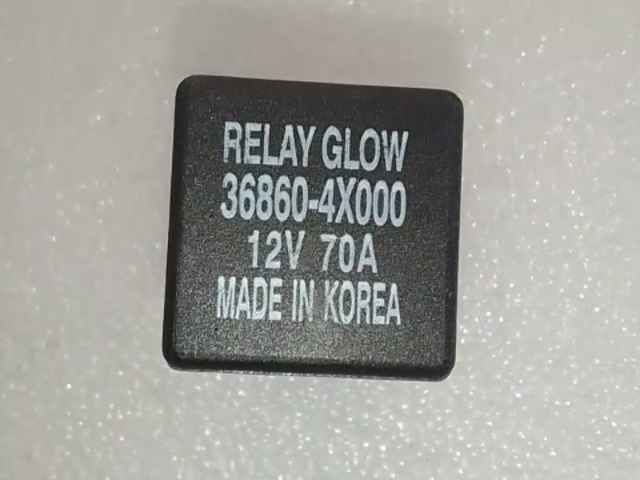 RELAY GLOW
36860-4X000
12V 70A
MADE IN KOREA